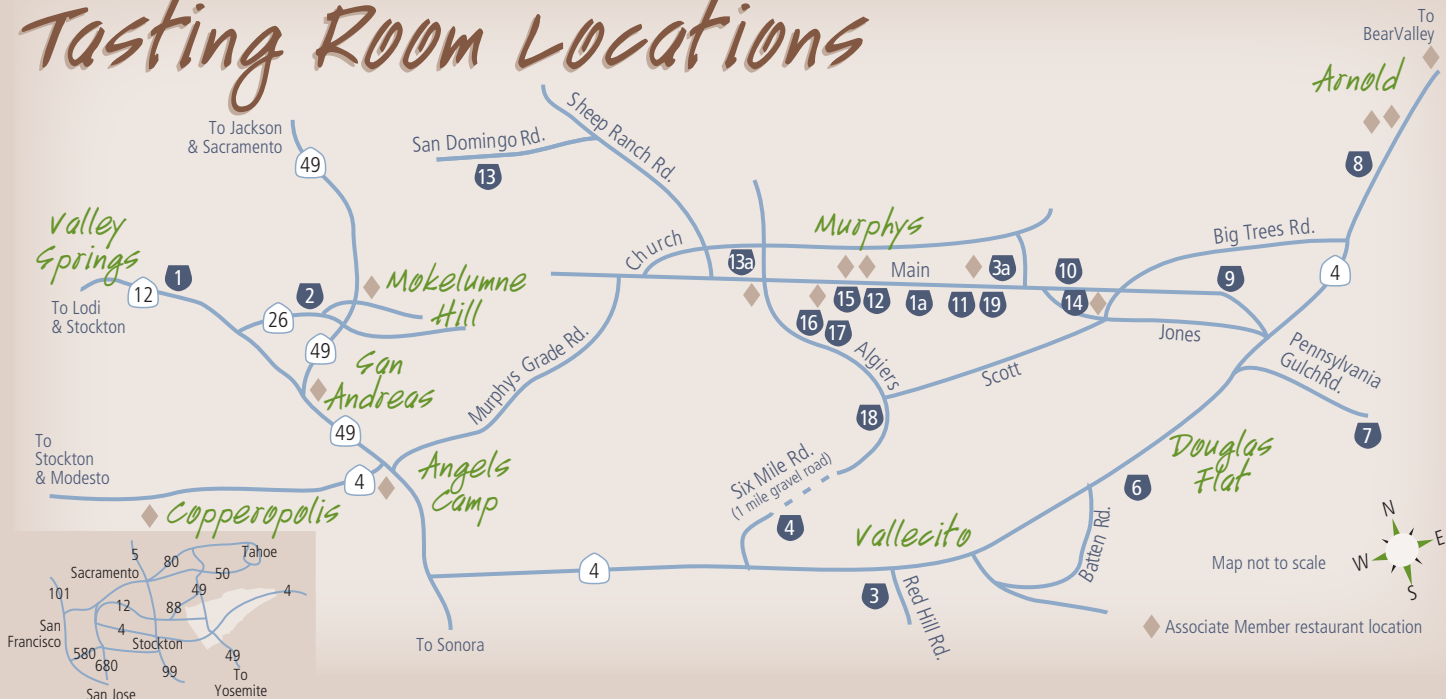 Tasting Room Locations
To
BearValley
Arnold
To Jackson
& Sacramento
49
San Domingo Rd.
Sheep Ranch Rd.
13
8
Valley
Springs
1
12
To Lodi
& Stockton
2
26
Mokelumne
Hill
49
San
Andreas
49
Church
Murphys
13a
Main
3a
10
15
12
1a
11
19
14
16
17
Big Trees Rd.
9
4
Jones
Scott
Algiers
Murphys Grade Rd.
Pennsylvania
GulchRd.
7
18
To
Stockton
& Modesto
4
Angels
Camp
Copperopolis
Six Mile Rd.
(1 mile gravel road)
4
Vallecito
Douglas
Flat
6
Batten Rd.
4
3
Red Hill Rd.
To Sonora
Map not to scale
N
E
W
S
Associate Member restaurant location
5
80
Tahoe
Sacramento
50
101
49
4
12
88
San
Francisco
4
Stockton
580
680
99
49
To
Yosemite
San Jose